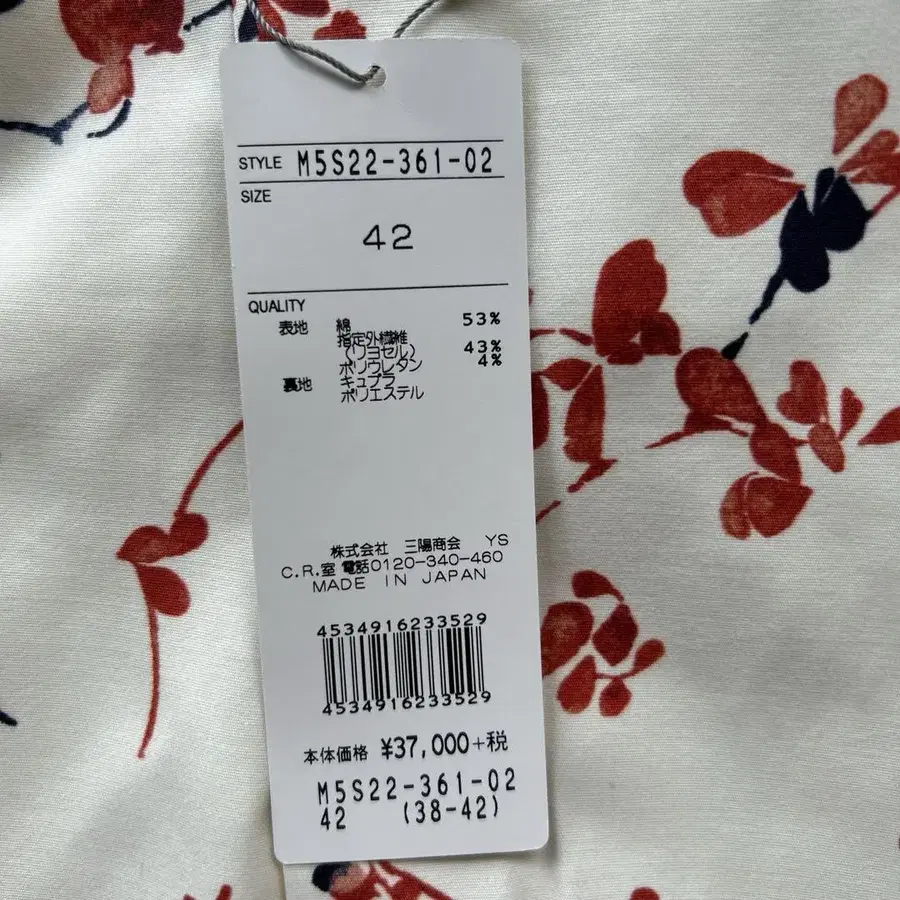 STYLE M5S22-361-02
SIZE
42
QUALITY
表地 綿 53%
指定外繊維
(リヨセル) 43%
ポリウレタン 4%
裏地 キュプラ
ポリエステル
株式会社 三陽商会 YS
C.R.室 電話0120-340-460
MADE IN JAPAN
4534916233529
4534916233529
本体価格 ¥37,000+税
M5S22-361-02
42 (38-42)